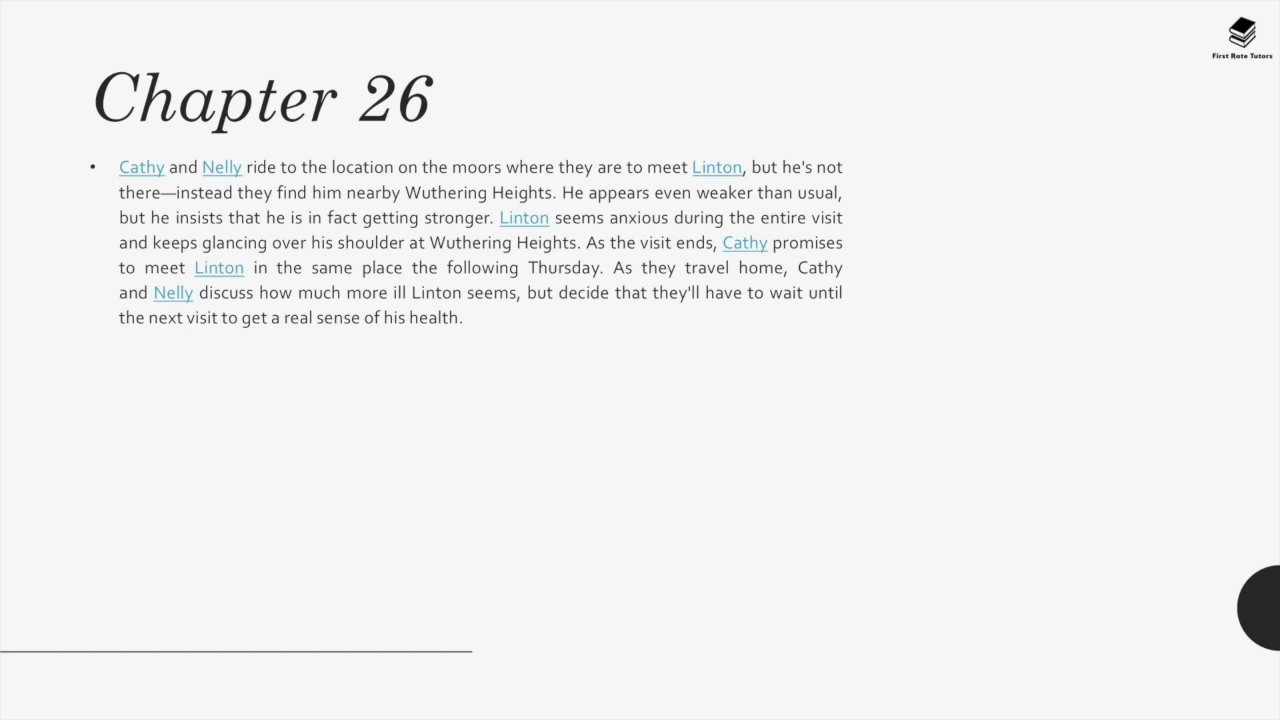 First Rate Tutors
Chapter 26
• Cathy and Nelly ride to the location on the moors where they are to meet Linton, but he's not
there—instead they find him nearby Wuthering Heights. He appears even weaker than usual,
but he insists that he is in fact getting stronger. Linton seems anxious during the entire visit
and keeps glancing over his shoulder at Wuthering Heights. As the visit ends, Cathy promises
to meet Linton in the same place the following Thursday. As they travel home, Cathy
and Nelly discuss how much more ill Linton seems, but decide that they'll have to wait until
the next visit to get a real sense of his health.